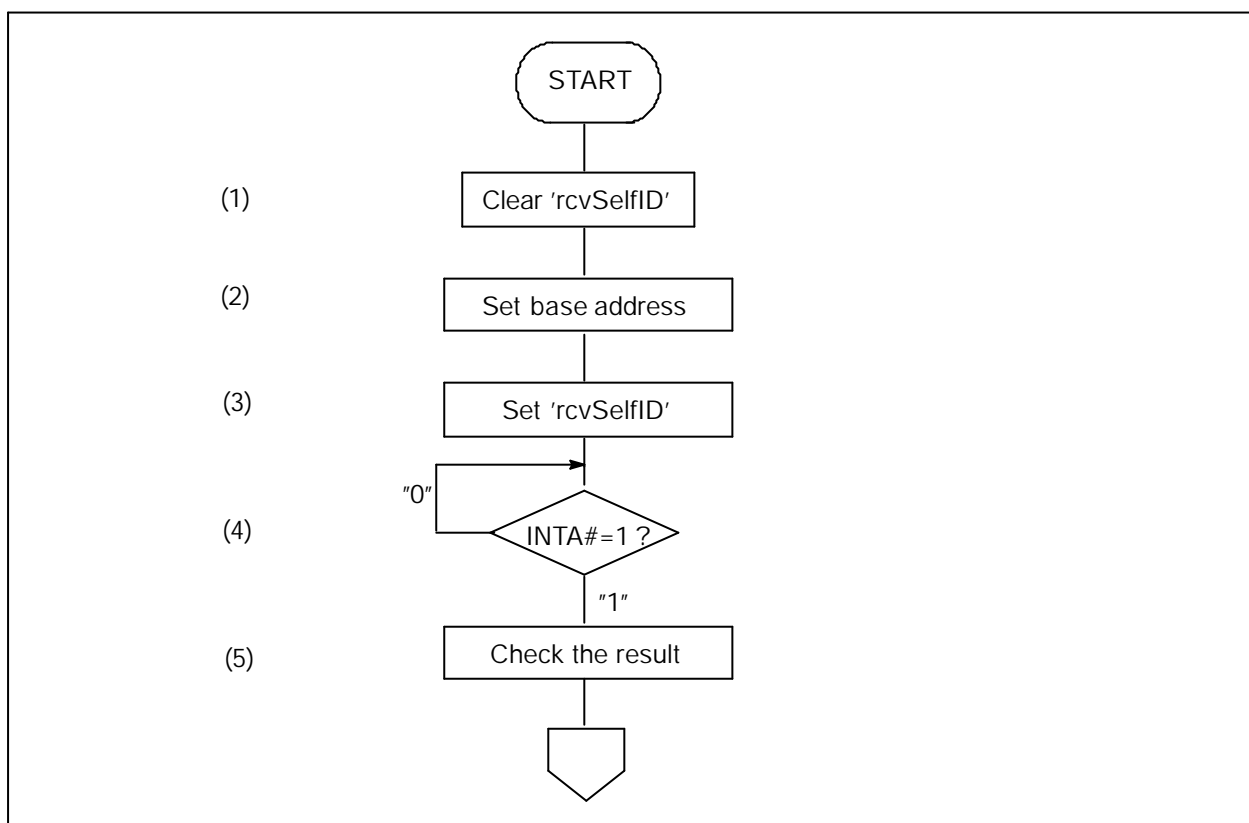 START
(1) Clear 'rcvSelfID'
(2) Set base address
(3) Set 'rcvSelfID'
"0"
(4) INTA#=1 ?
"1"
(5) Check the result